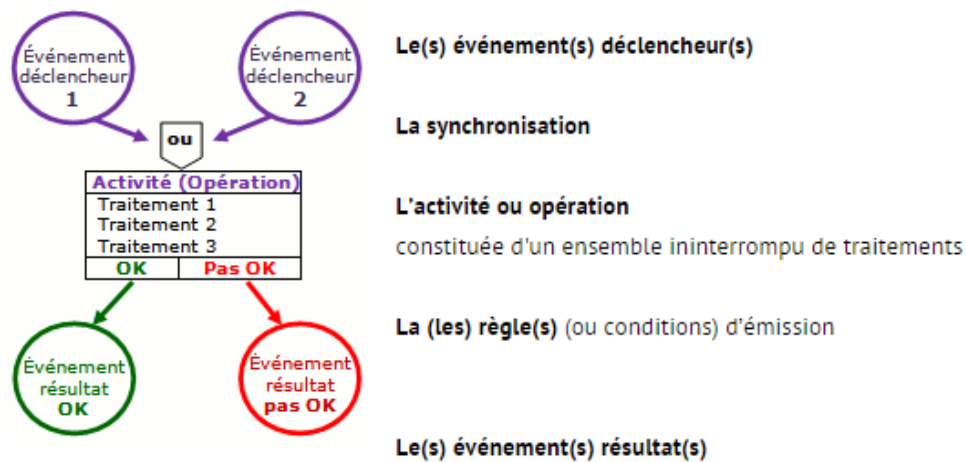 Événement
déclencheur
1
Événement
déclencheur
2
Le(s) événement(s) déclencheur(s)
ou
La synchronisation
Activité (Opération)
Traitement 1
Traitement 2
Traitement 3
OK
Pas OK
L'activité ou opération
constituée d'un ensemble ininterrompu de traitements
La (les) règle(s) (ou conditions) d'émission
Événement
résultat
OK
Événement
résultat
pas OK
Le(s) événement(s) résultat(s)